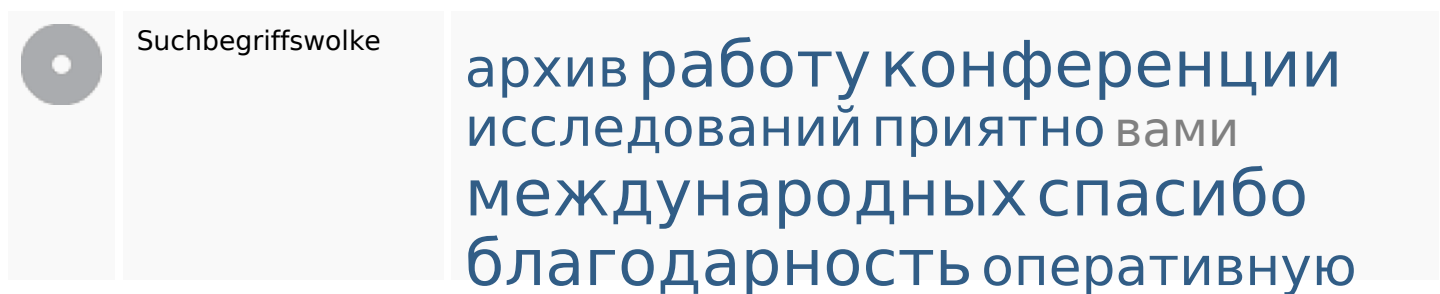 Suchbegriffswolke
архив работу конференции
исследований приятно вами
международных спасибо
благодарность оперативную